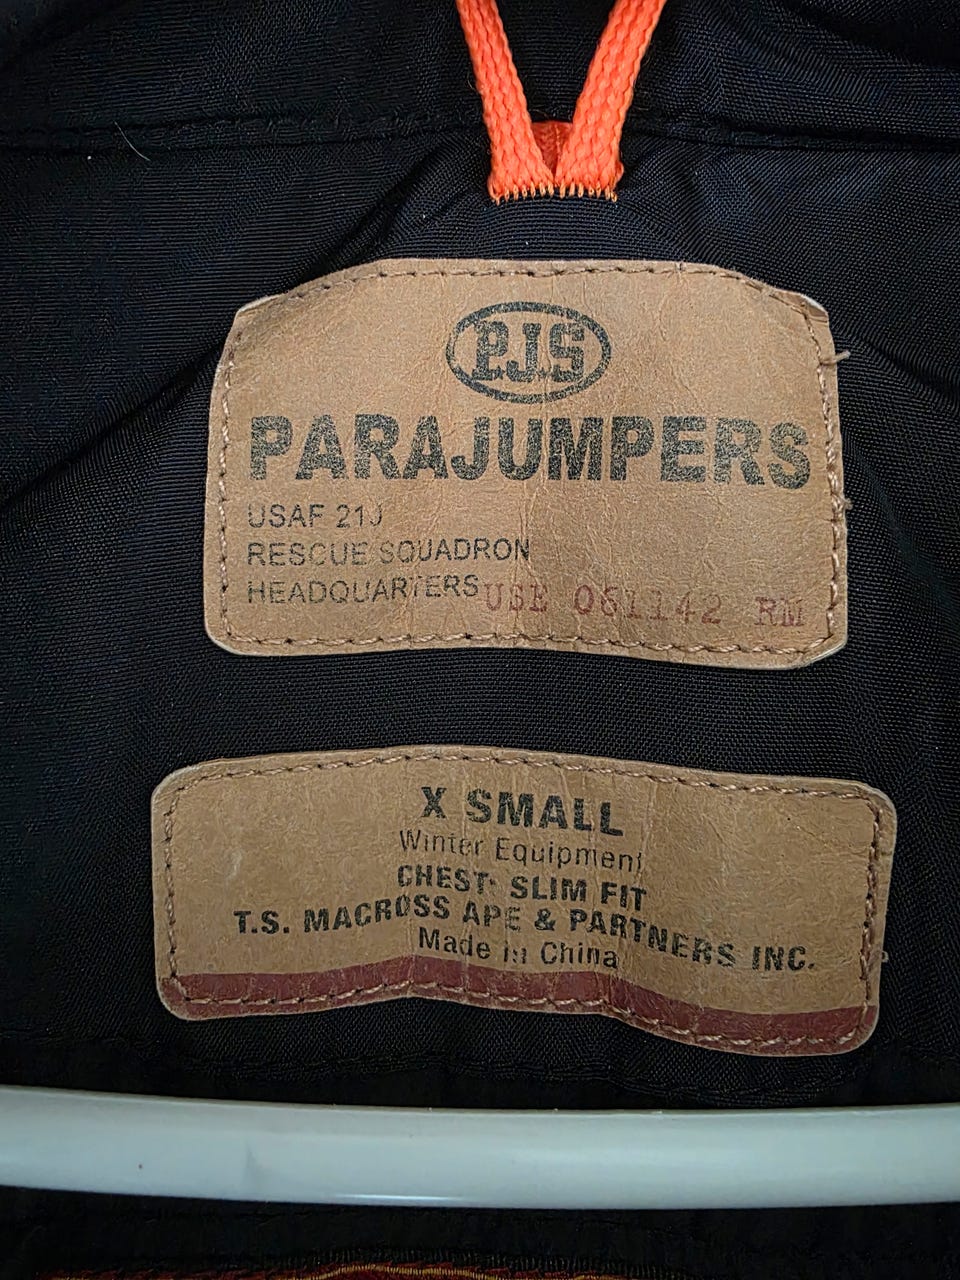 P.J.S
PARAJUMPERS
USAF 21J
RESCUE SQUADRON
HEADQUARTERS
USE 061142 RM
X SMALL
Winter Equipment
CHEST: SLIM FIT
T.S. MACROSS APE & PARTNERS INC.
Made in China